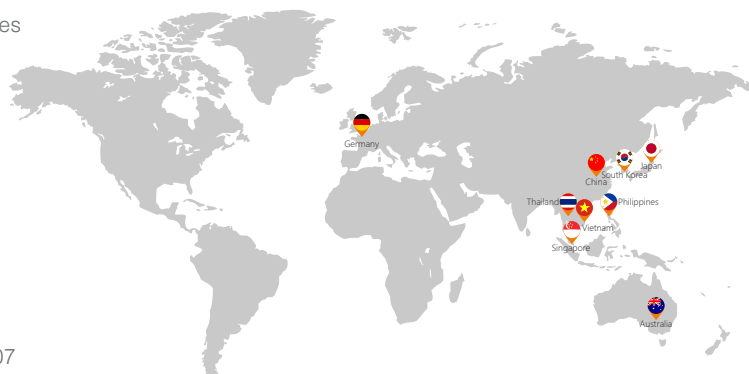 es
Germany
Japan
South Korea
China
Thailand
Philippines
Vietnam
Singapore
Australia
07